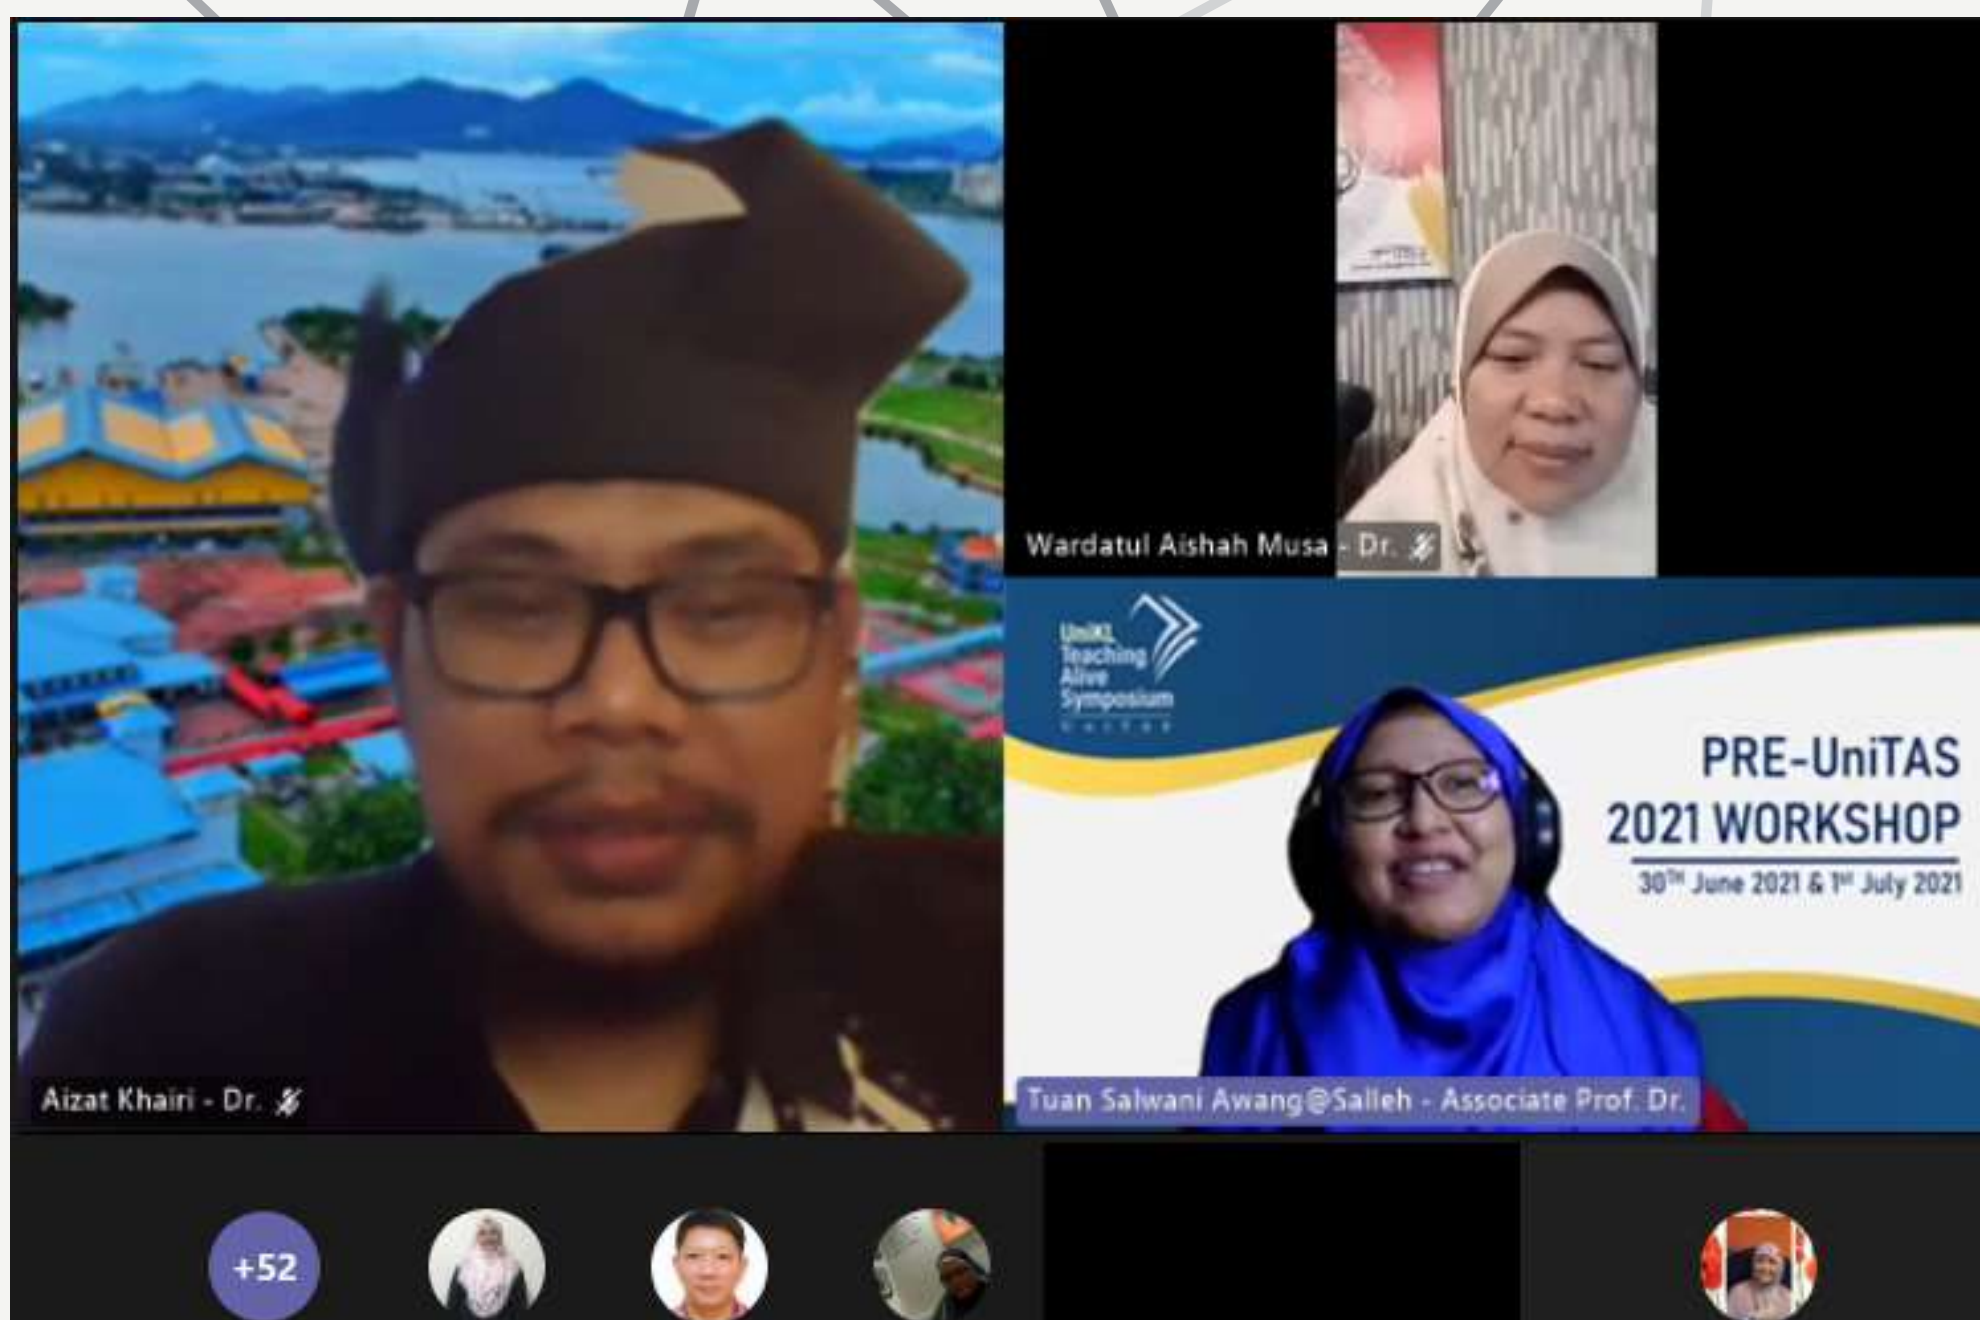 Wardatul Aishah Musa - Dr.
UniKL
Teaching
Alive
Symposium
UniTAS
PRE-UniTAS
2021 WORKSHOP
30TH June 2021 & 1st July 2021
Aizat Khairi - Dr.
Tuan Salwani Awang@Salleh - Associate Prof. Dr.
+52